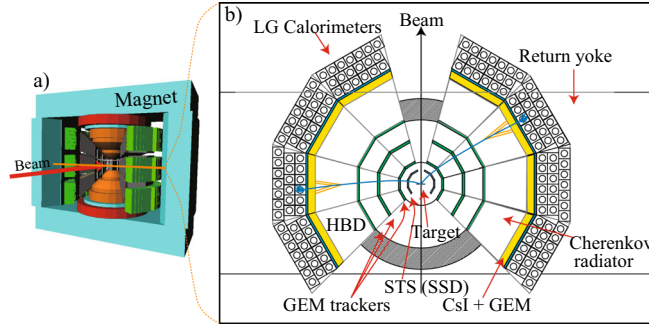 a)
Magnet
Beam
b)
LG Calorimeters
Beam
Return yoke
HBD
Target
Cherenkov
radiator
STS (SSD)
GEM trackers
CsI + GEM